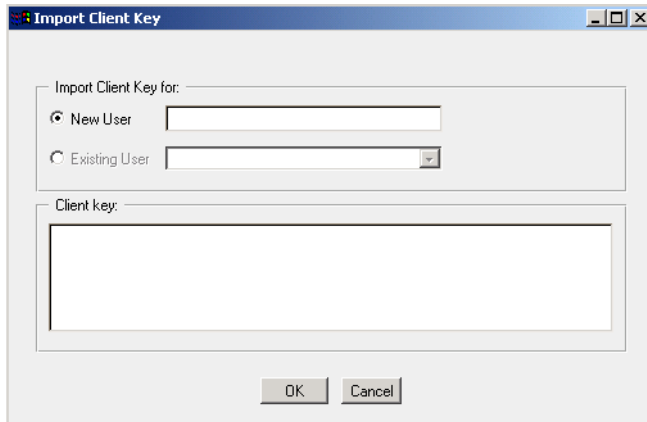 Import Client Key
Import Client Key for:
New User
Existing User
Client key:
OK Cancel